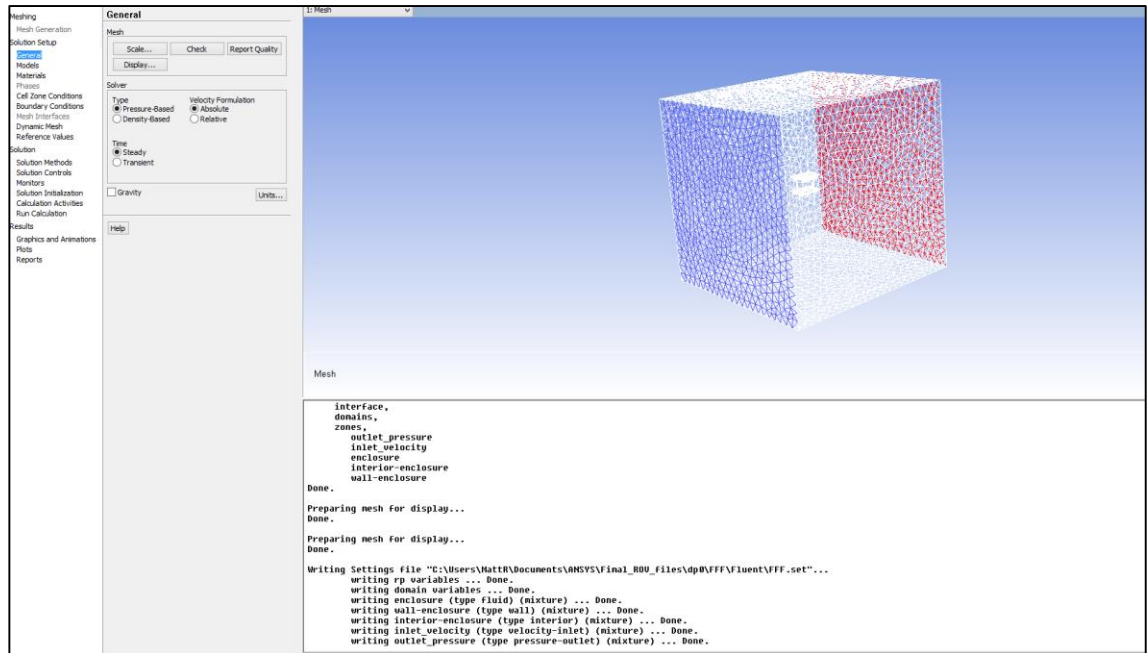 Meshing
Mesh Generation
Solution Setup
General
Models
Materials
Phases
Cell Zone Conditions
Boundary Conditions
Mesh Interfaces
Dynamic Mesh
Reference Values
Solution
Solution Methods
Solution Controls
Monitors
Solution Initialization
Calculation Activities
Run Calculation
Results
Graphics and Animations
Plots
Reports
General
Mesh
Scale... Check Report Quality
Display...
Solver
Type Velocity Formulation
Pressure-Based Absolute
Density-Based Relative
Time
Steady
Transient
Gravity Units...
Help
1: Mesh
Mesh
interface,
domains,
zones,
outlet_pressure
inlet_velocity
enclosure
interior-enclosure
wall-enclosure
Done.
Preparing mesh for display...
Done.
Preparing mesh for display...
Done.
Writing Settings file "C:\Users\MattR\Documents\ANSYS\Final_ROV_files\dp0\FFF\Fluent\FFF.set"...
writing rp variables ... Done.
writing domain variables ... Done.
writing enclosure (type fluid) (mixture) ... Done.
writing wall-enclosure (type wall) (mixture) ... Done.
writing interior-enclosure (type interior) (mixture) ... Done.
writing inlet_velocity (type velocity-inlet) (mixture) ... Done.
writing outlet_pressure (type pressure-outlet) (mixture) ... Done.